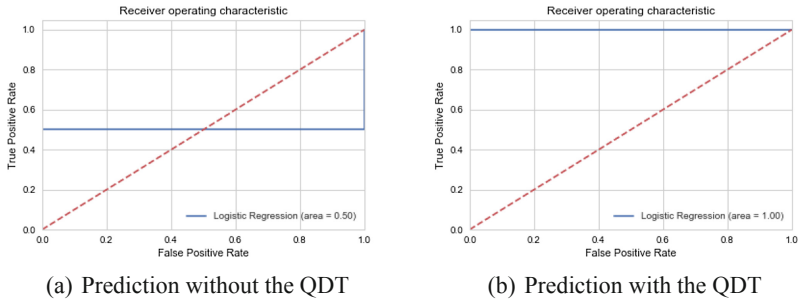 Receiver operating characteristic
True Positive Rate
1.0
0.8
0.6
0.4
0.2
0.0
Logistic Regression (area = 0.50)
0.0 0.2 0.4 0.6 0.8 1.0
False Positive Rate
(a) Prediction without the QDT
Receiver operating characteristic
True Positive Rate
1.0
0.8
0.6
0.4
0.2
0.0
Logistic Regression (area = 1.00)
0.0 0.2 0.4 0.6 0.8 1.0
False Positive Rate
(b) Prediction with the QDT